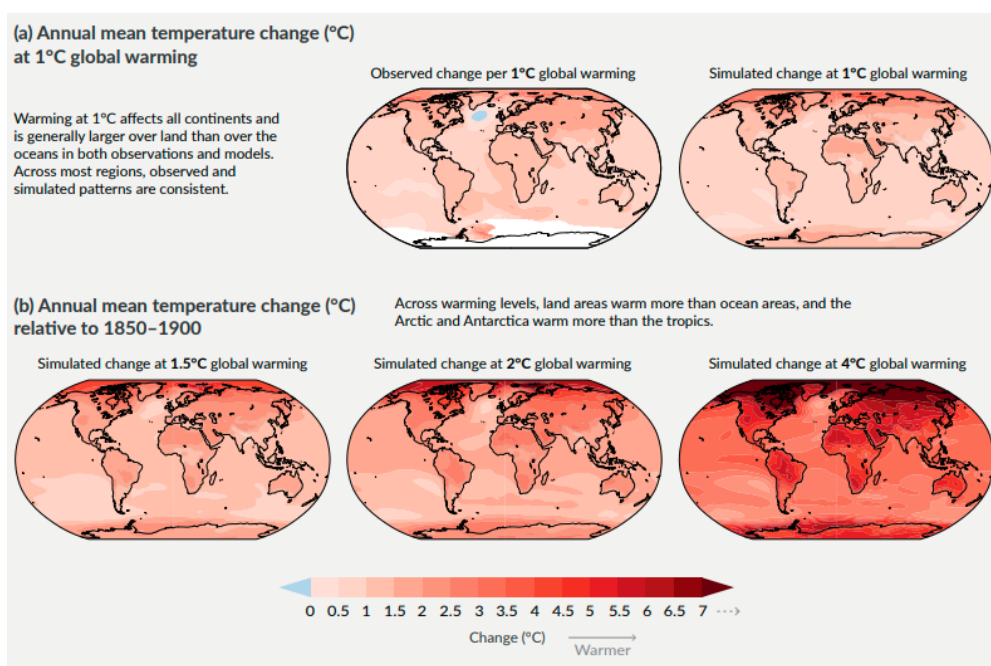 (a) Annual mean temperature change (°C)
at 1°C global warming
Observed change per 1°C global warming
Simulated change at 1°C global warming
Warming at 1°C affects all continents and
is generally larger over land than over the
oceans in both observations and models.
Across most regions, observed and
simulated patterns are consistent.
(b) Annual mean temperature change (°C)
relative to 1850–1900
Across warming levels, land areas warm more than ocean areas, and the
Arctic and Antarctica warm more than the tropics.
Simulated change at 1.5°C global warming
Simulated change at 2°C global warming
Simulated change at 4°C global warming
0 0.5 1 1.5 2 2.5 3 3.5 4 4.5 5 5.5 6 6.5 7
Change (°C)
Warmer